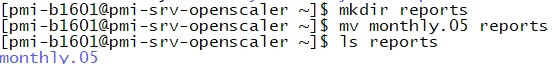 [pmi-b1601@pmi-srv-openscaler ~]$ mkdir reports
[pmi-b1601@pmi-srv-openscaler ~]$ mv monthly.05 reports
[pmi-b1601@pmi-srv-openscaler ~]$ ls reports
monthly.05